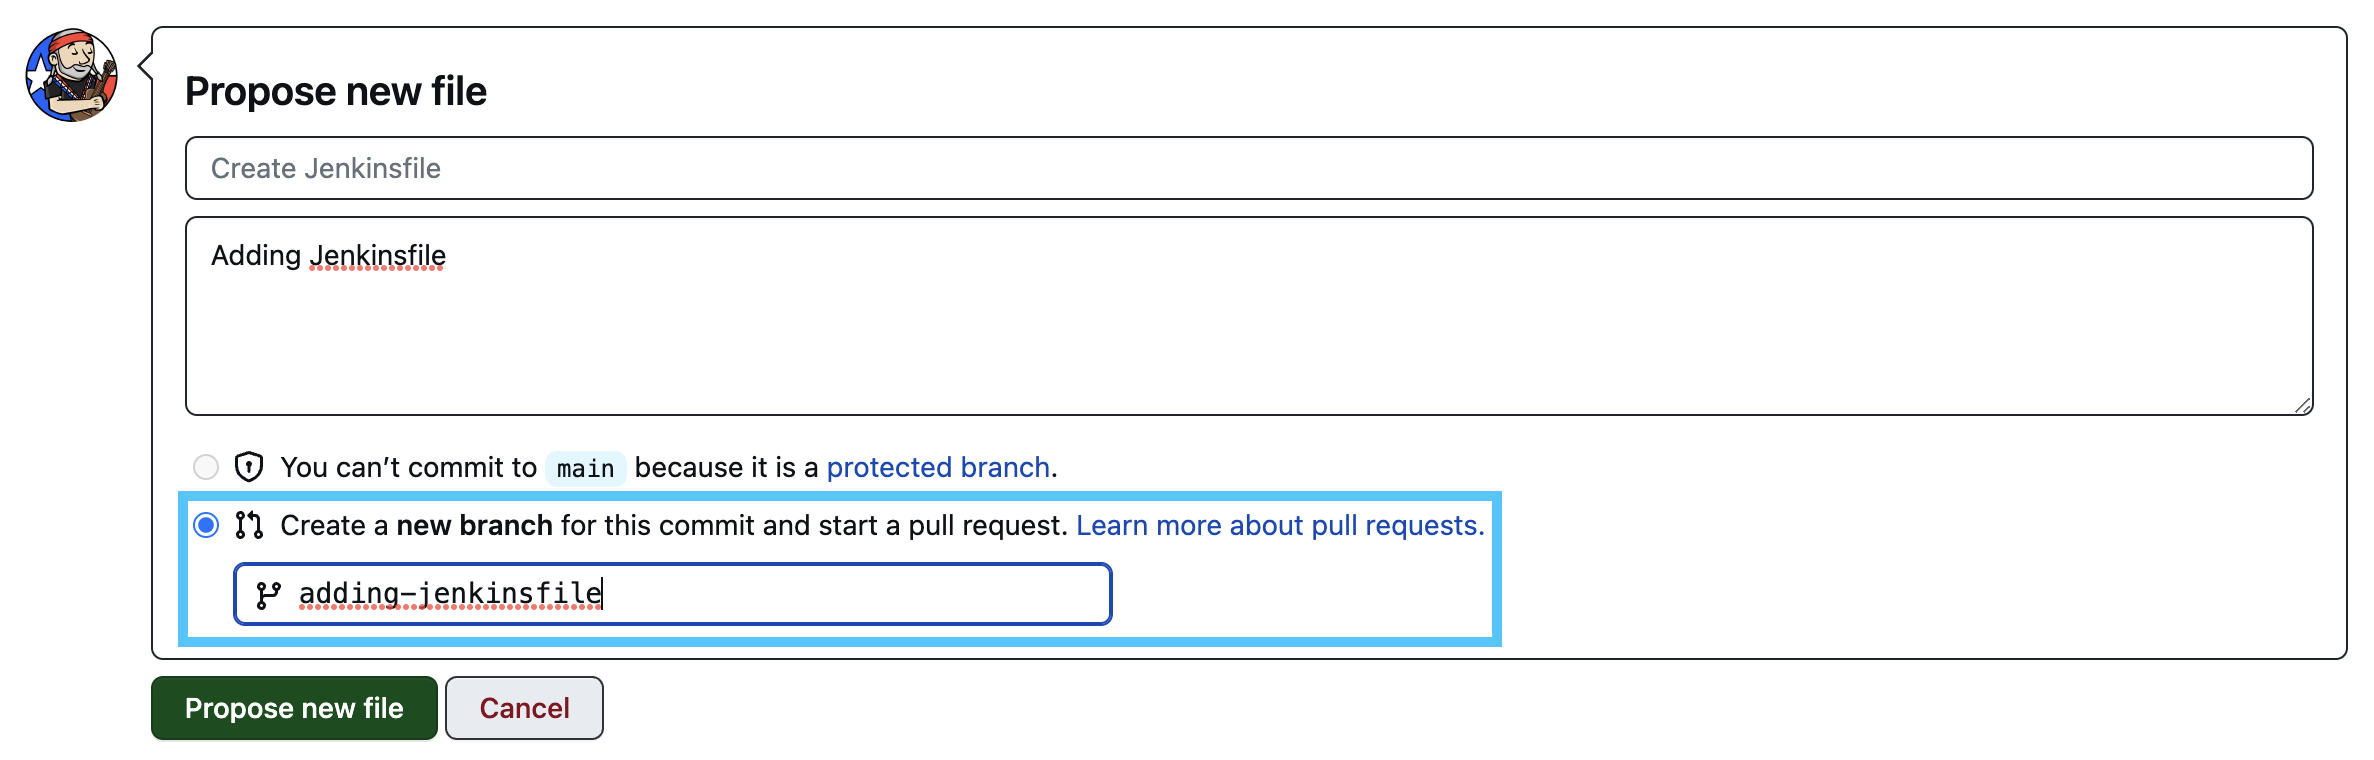 Propose new file
Create Jenkinsfile
Adding Jenkinsfile
You can’t commit to main because it is a protected branch.
Create a new branch for this commit and start a pull request. Learn more about pull requests.
adding-jenkinsfile
Propose new file
Cancel